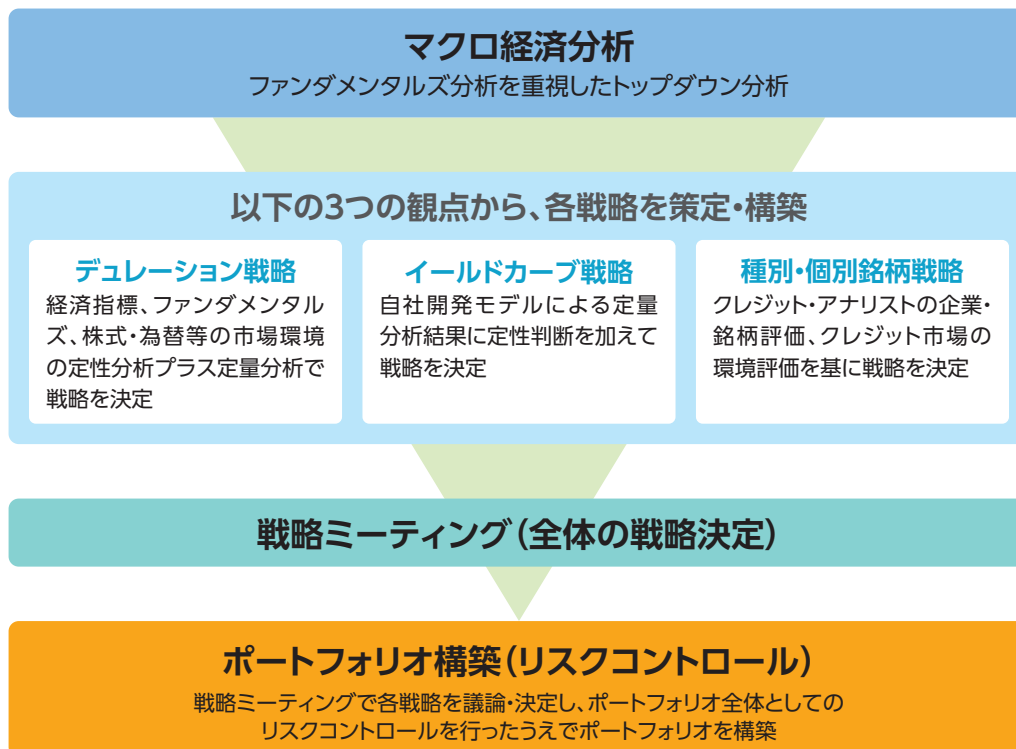 マクロ経済分析
ファンダメンタルズ分析を重視したトップダウン分析
以下の3つの観点から、各戦略を策定・構築
デュレーション戦略
経済指標、ファンダメンタル
ズ、株式・為替等の市場環境
の定性分析プラス定量分析で
戦略を決定
イールドカーブ戦略
自社開発モデルによる定量
分析結果に定性判断を加えて
戦略を決定
種別・個別銘柄戦略
クレジット・アナリストの企業・
銘柄評価、クレジット市場の
環境評価を基に戦略を決定
戦略ミーティング(全体の戦略決定)
ポートフォリオ構築(リスクコントロール)
戦略ミーティングで各戦略を議論・決定し、ポートフォリオ全体としての
リスクコントロールを行ったうえでポートフォリオを構築